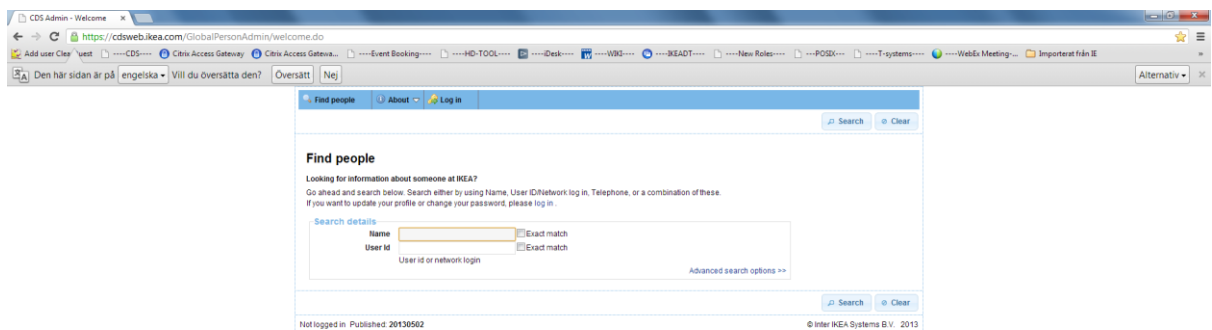 CDS Admin - Welcome
https://cdsweb.ikea.com/GlobalPersonAdmin/welcome.do
Add user Clea uest ----CDS---- Citrix Access Gateway Citrix Access Gatewa... ----Event Booking---- ----HD-TOOL---- ----iDesk---- ----WIKI---- ----IKEADT---- ----New Roles---- ---POSIX--- ----T-systems---- ----WebEx Meeting-... Importerat från IE »
Den här sidan är på engelska Vill du översätta den? Översätt Nej Alternativ
Find people About Log in
Search Clear
Find people
Looking for information about someone at IKEA?
Go ahead and search below. Search either by using Name, User ID/Network log in, Telephone, or a combination of these.
If you want to update your profile or change your password, please log in .
Search details
Name Exact match
User Id Exact match
User id or network login
Advanced search options >>
Search Clear
Not logged in Published: 20130502 © Inter IKEA Systems B.V. 2013